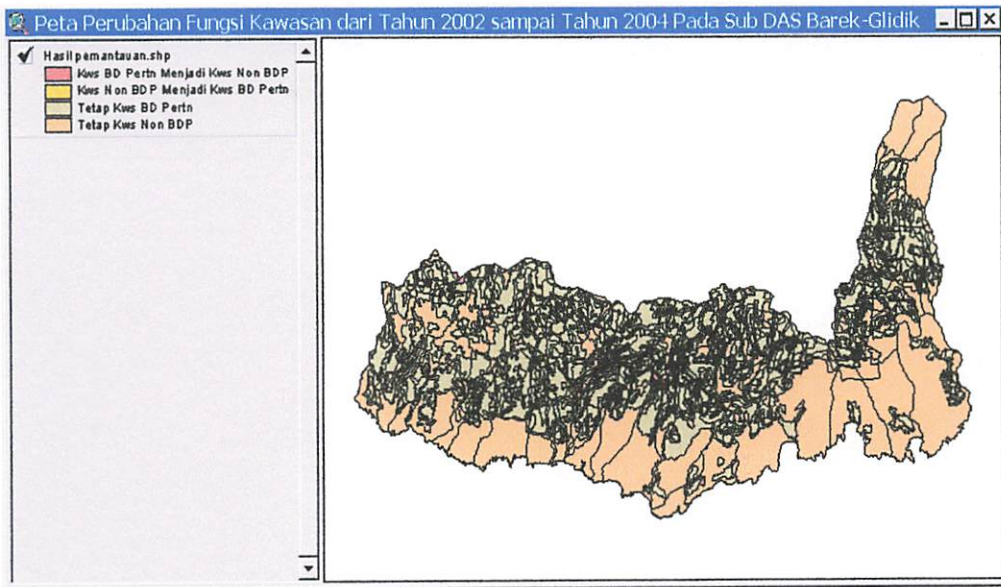 Peta Perubahan Fungsi Kawasan dari Tahun 2002 sampai Tahun 2004 Pada Sub DAS Barek-Glidik
Hasil pemantauan.shp
Kws BD Pertn Menjadi Kws Non BDP
Kws Non BDP Menjadi Kws BD Pertn
Tetap Kws BD Pertn
Tetap Kws Non BDP